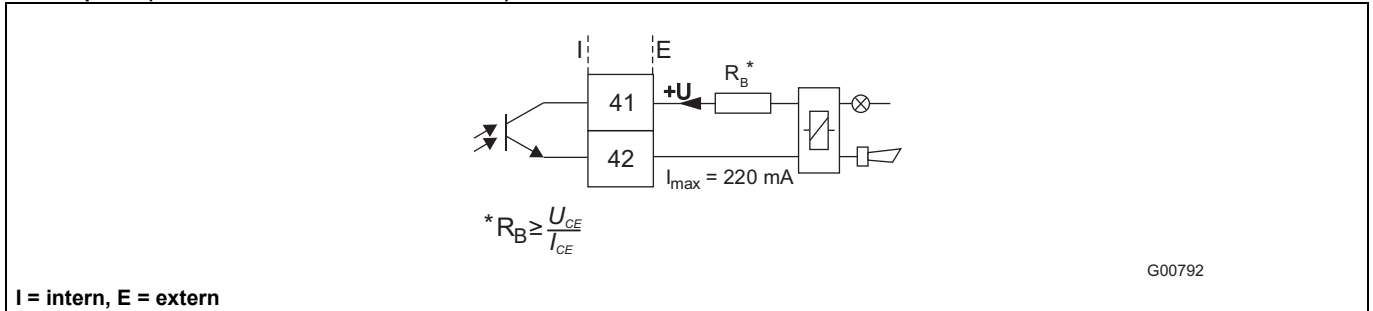 I E
R_B*
41 +U
42
I_max = 220 mA
*R_B ≥ U_CE / I_CE
G00792
I = intern, E = extern